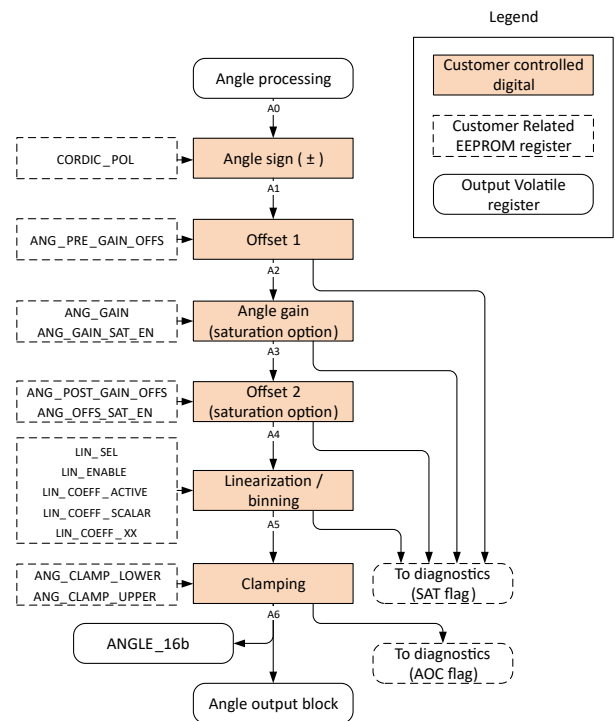 Legend
Customer controlled
digital
Customer Related
EEPROM register
Output Volatile
register
Angle processing
A0
CORDIC_POL
Angle sign ( ± )
A1
ANG_PRE_GAIN_OFFS
Offset 1
A2
ANG_GAIN
ANG_GAIN_SAT_EN
Angle gain
(saturation option)
A3
ANG_POST_GAIN_OFFS
ANG_OFFS_SAT_EN
Offset 2
(saturation option)
A4
LIN_SEL
LIN_ENABLE
LIN_COEFF_ACTIVE
LIN_COEFF_SCALAR
LIN_COEFF_XX
Linearization /
binning
A5
ANG_CLAMP_LOWER
ANG_CLAMP_UPPER
Clamping
To diagnostics
(SAT flag)
A6
ANGLE_16b
To diagnostics
(AOC flag)
Angle output block